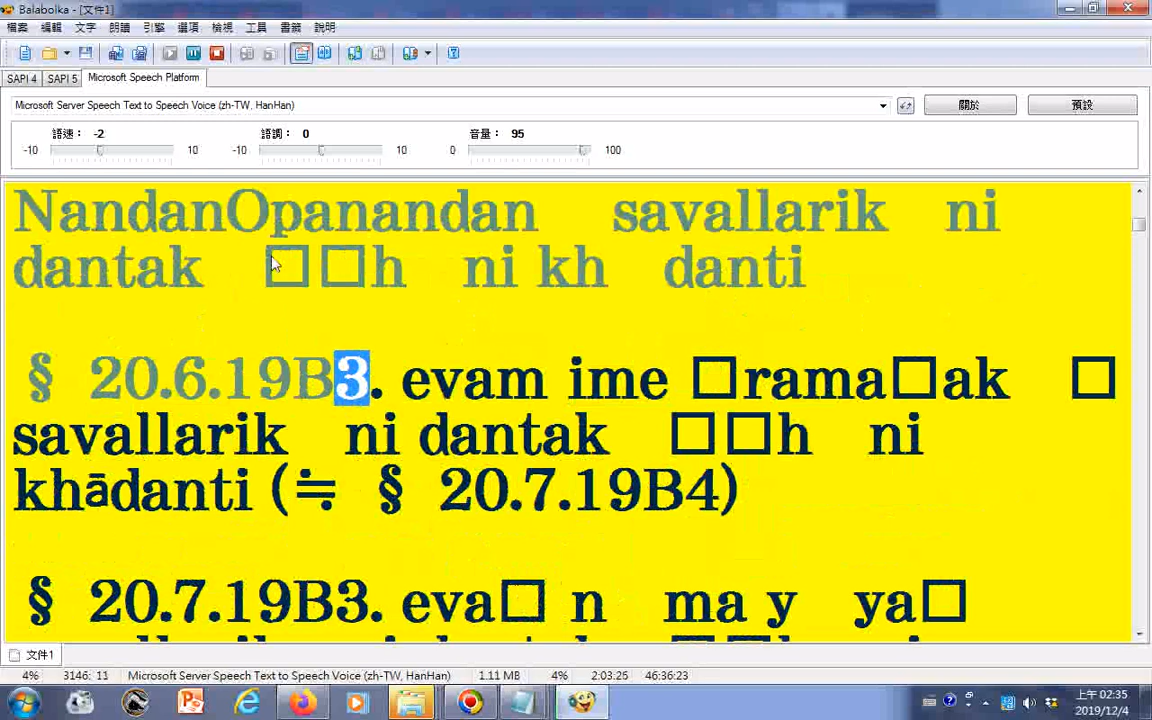 Balabolka - [文件1]
檔案 編輯 文字 朗讀 引擎 選項 檢視 工具 書籤 說明
SAPI 4 SAPI 5 Microsoft Speech Platform
Microsoft Server Speech Text to Speech Voice (zh-TW, HanHan) 關於 預設
語速： -2 語調： 0 音量： 95
-10 10 -10 10 0 100
NandanOpanandan savallarik ni
dantak □□h ni kh danti
§ 20.6.19B3. evam ime □rama□ak □
savallarik ni dantak □□h ni
khādanti (≒ § 20.7.19B4)
§ 20.7.19B3. eva□ n ma y ya□
文件1
4% 3146: 11 Microsoft Server Speech Text to Speech Voice (zh-TW, HanHan) 1.11 MB 4% 2:03:25 46:36:23
上午 02:35
2019/12/4